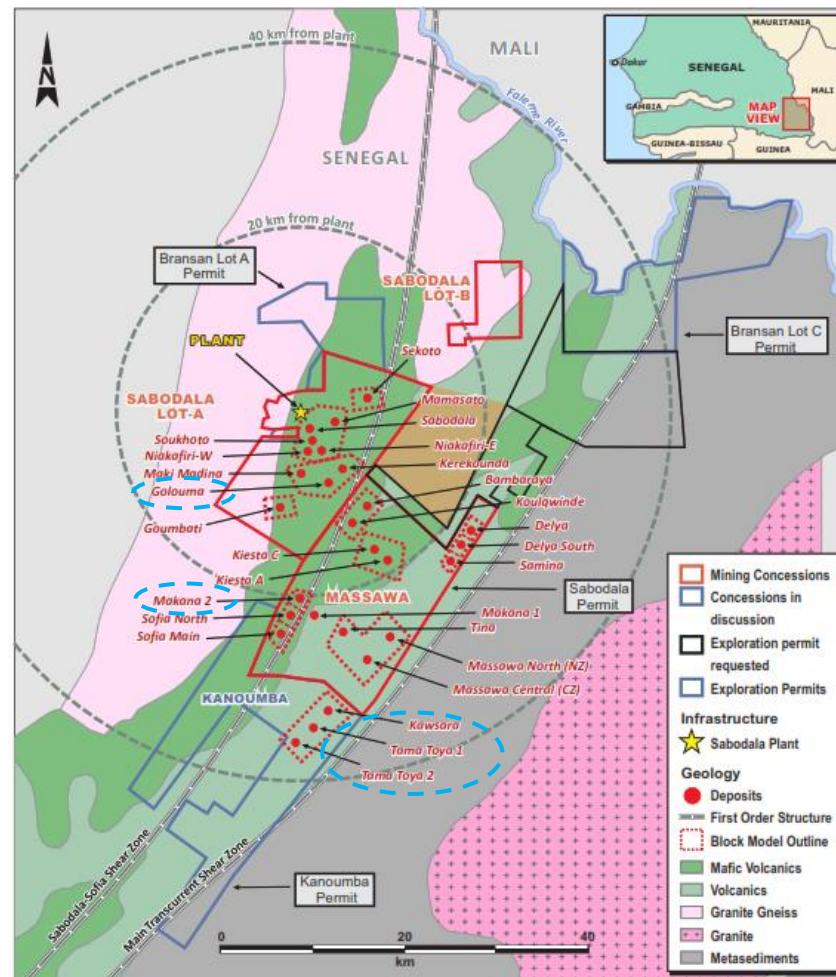 40 km from plant
MALI
Faleme River
SENEGAL
20 km from plant
Bransan Lot A
Permit
SABODALA
LOT-B
PLANT
Sekoto
Bransan Lot C
Permit
SABODALA
LOT-A
Mamasato
Sabodala
Soukhoto
Niakafiri-W
Niakafiri-E
Maki Madina
Kerekounda
Golouma
Bambaraya
Goumbati
Koulqwinde
Delya
Kiesta C
Delya South
Kiesta A
Samina
Makana 2
MASSAWA
Sabodala
Permit
Sofia North
Makana 1
Sofia Main
Tina
Massawa North (NZ)
KANOUMBA
Massawa Central (CZ)
Kawsara
Tama Toya 1
Tama Toya 2
Sabodala-Sofia Shear Zone
Main Transcurrent Shear Zone
Kanoumba
Permit
0 20 40
km
N
MAURITANIA
Dakar
SENEGAL
MALI
GAMBIA
MAP
VIEW
GUINEA-BISSAU
GUINEA
Mining Concessions
Concessions in
discussion
Exploration permit
requested
Exploration Permits
Infrastructure
Sabodala Plant
Geology
Deposits
First Order Structure
Block Model Outline
Mafic Volcanics
Volcanics
Granite Gneiss
Granite
Metasediments